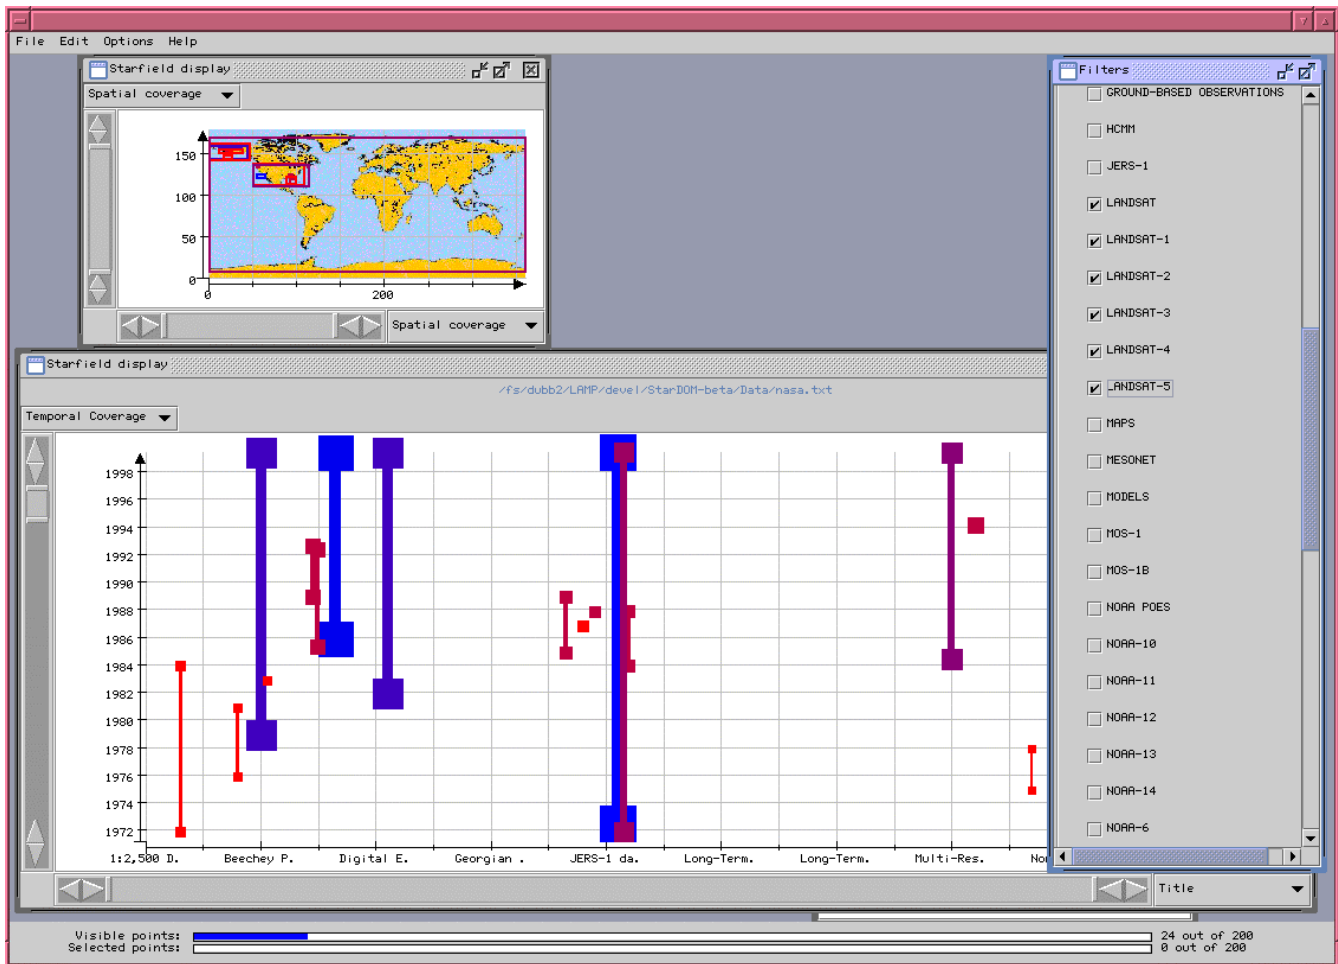 File Edit Options Help
Starfield display
Spatial coverage
150
100
50
0
0 200
Spatial coverage
Starfield display
/fs/dubb2/LAMP/devel/StarDOM-beta/Data/nasa.txt
Temporal Coverage
1998
1996
1994
1992
1990
1988
1986
1984
1982
1980
1978
1976
1974
1972
1:2,500 D. Beechey P. Digital E. Georgian . JERS-1 da. Long-Term. Long-Term. Multi-Res. Nor
Title
Filters
GROUND-BASED OBSERVATIONS
HCMM
JERS-1
LANDSAT
LANDSAT-1
LANDSAT-2
LANDSAT-3
LANDSAT-4
LANDSAT-5
MAPS
MESONET
MODELS
MOS-1
MOS-1B
NOAA POES
NOAA-10
NOAA-11
NOAA-12
NOAA-13
NOAA-14
NOAA-6
Visible points: 24 out of 200
Selected points: 0 out of 200